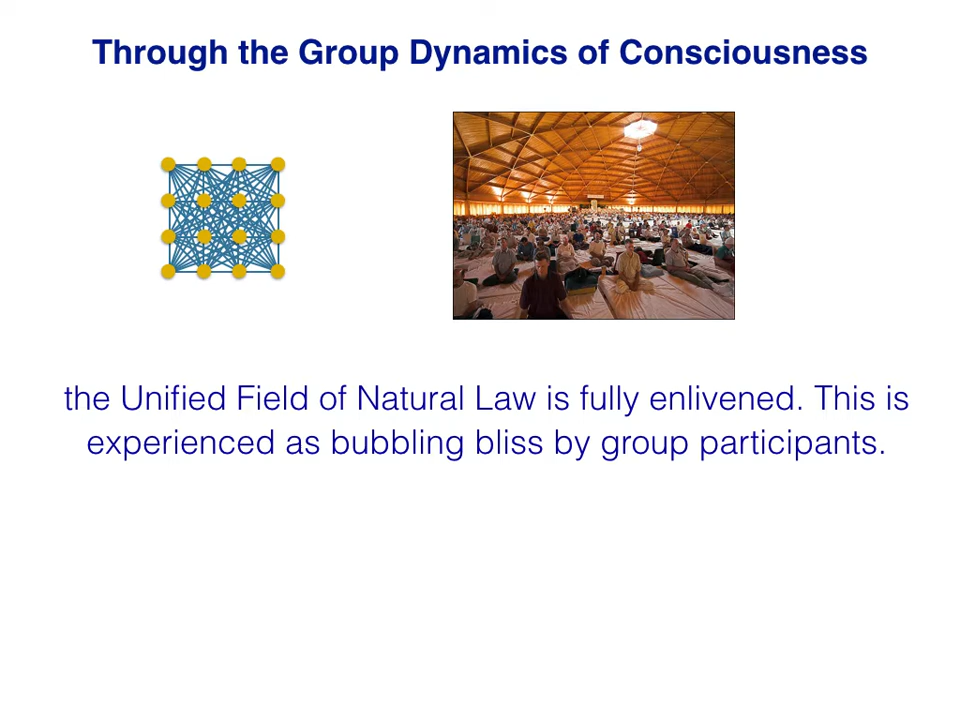 Through the Group Dynamics of Consciousness
the Unified Field of Natural Law is fully enlivened. This is
experienced as bubbling bliss by group participants.